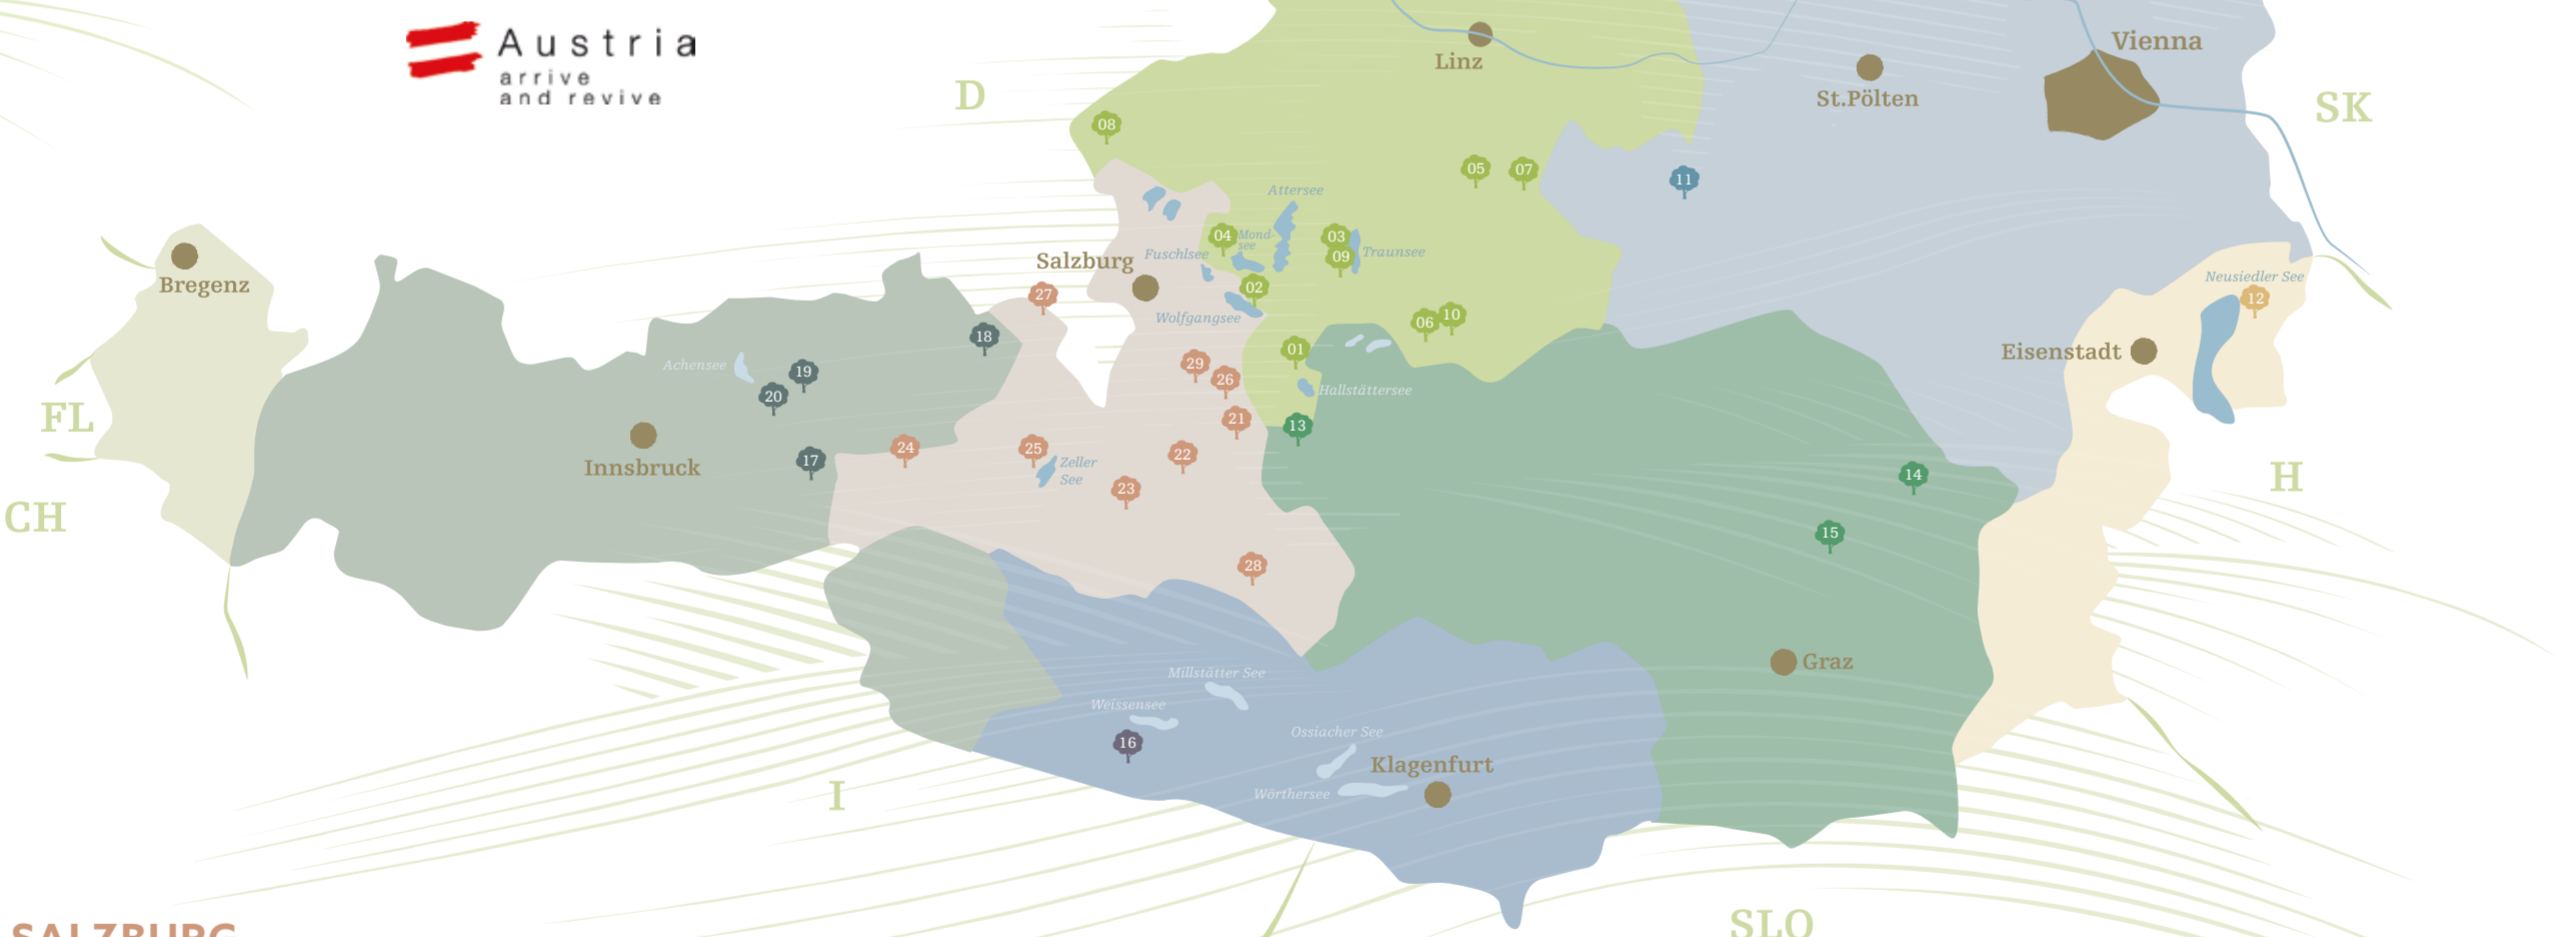 Austria
arrive
and revive
D
Linz
Vienna
St.Pölten
SK
08
05
07
11
Attersee
04
Mond-
see
03
09
Traunsee
Fuschlsee
Salzburg
Bregenz
27
02
Wolfgangsee
Neusiedler See
12
18
06
10
01
Eisenstadt
Achensee
19
20
29
26
Hallstättersee
FL
21
13
Innsbruck
17
24
25
Zeller
See
22
23
14
H
CH
15
28
Graz
Millstätter See
Weissensee
16
Ossiacher See
Klagenfurt
Wörthersee
I
SLO
SALZBURG